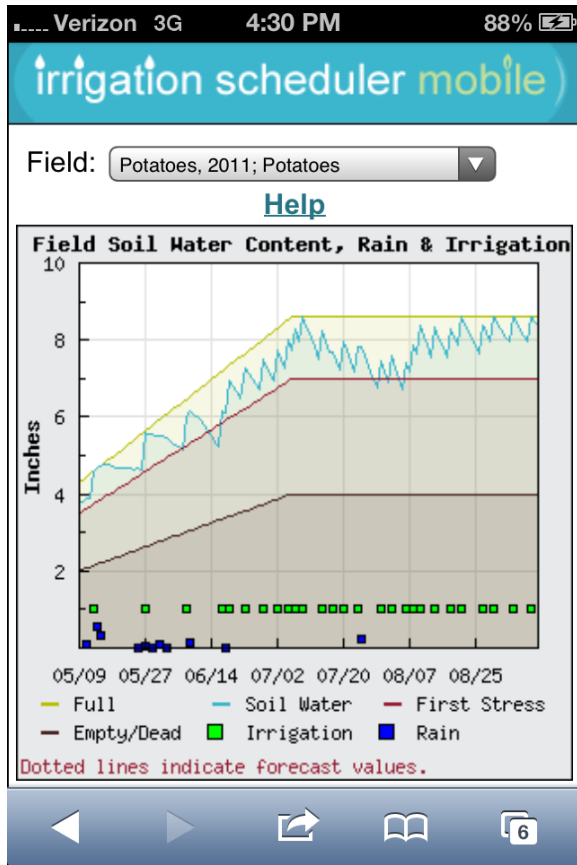 Verizon 3G 4:30 PM 88%
irrigation scheduler mobile
Field: Potatoes, 2011; Potatoes
Help
Field Soil Water Content, Rain & Irrigation
10
8
6
4
2
Inches
05/09 05/27 06/14 07/02 07/20 08/07 08/25
Full Soil Water First Stress
Empty/Dead Irrigation Rain
Dotted lines indicate forecast values.
6